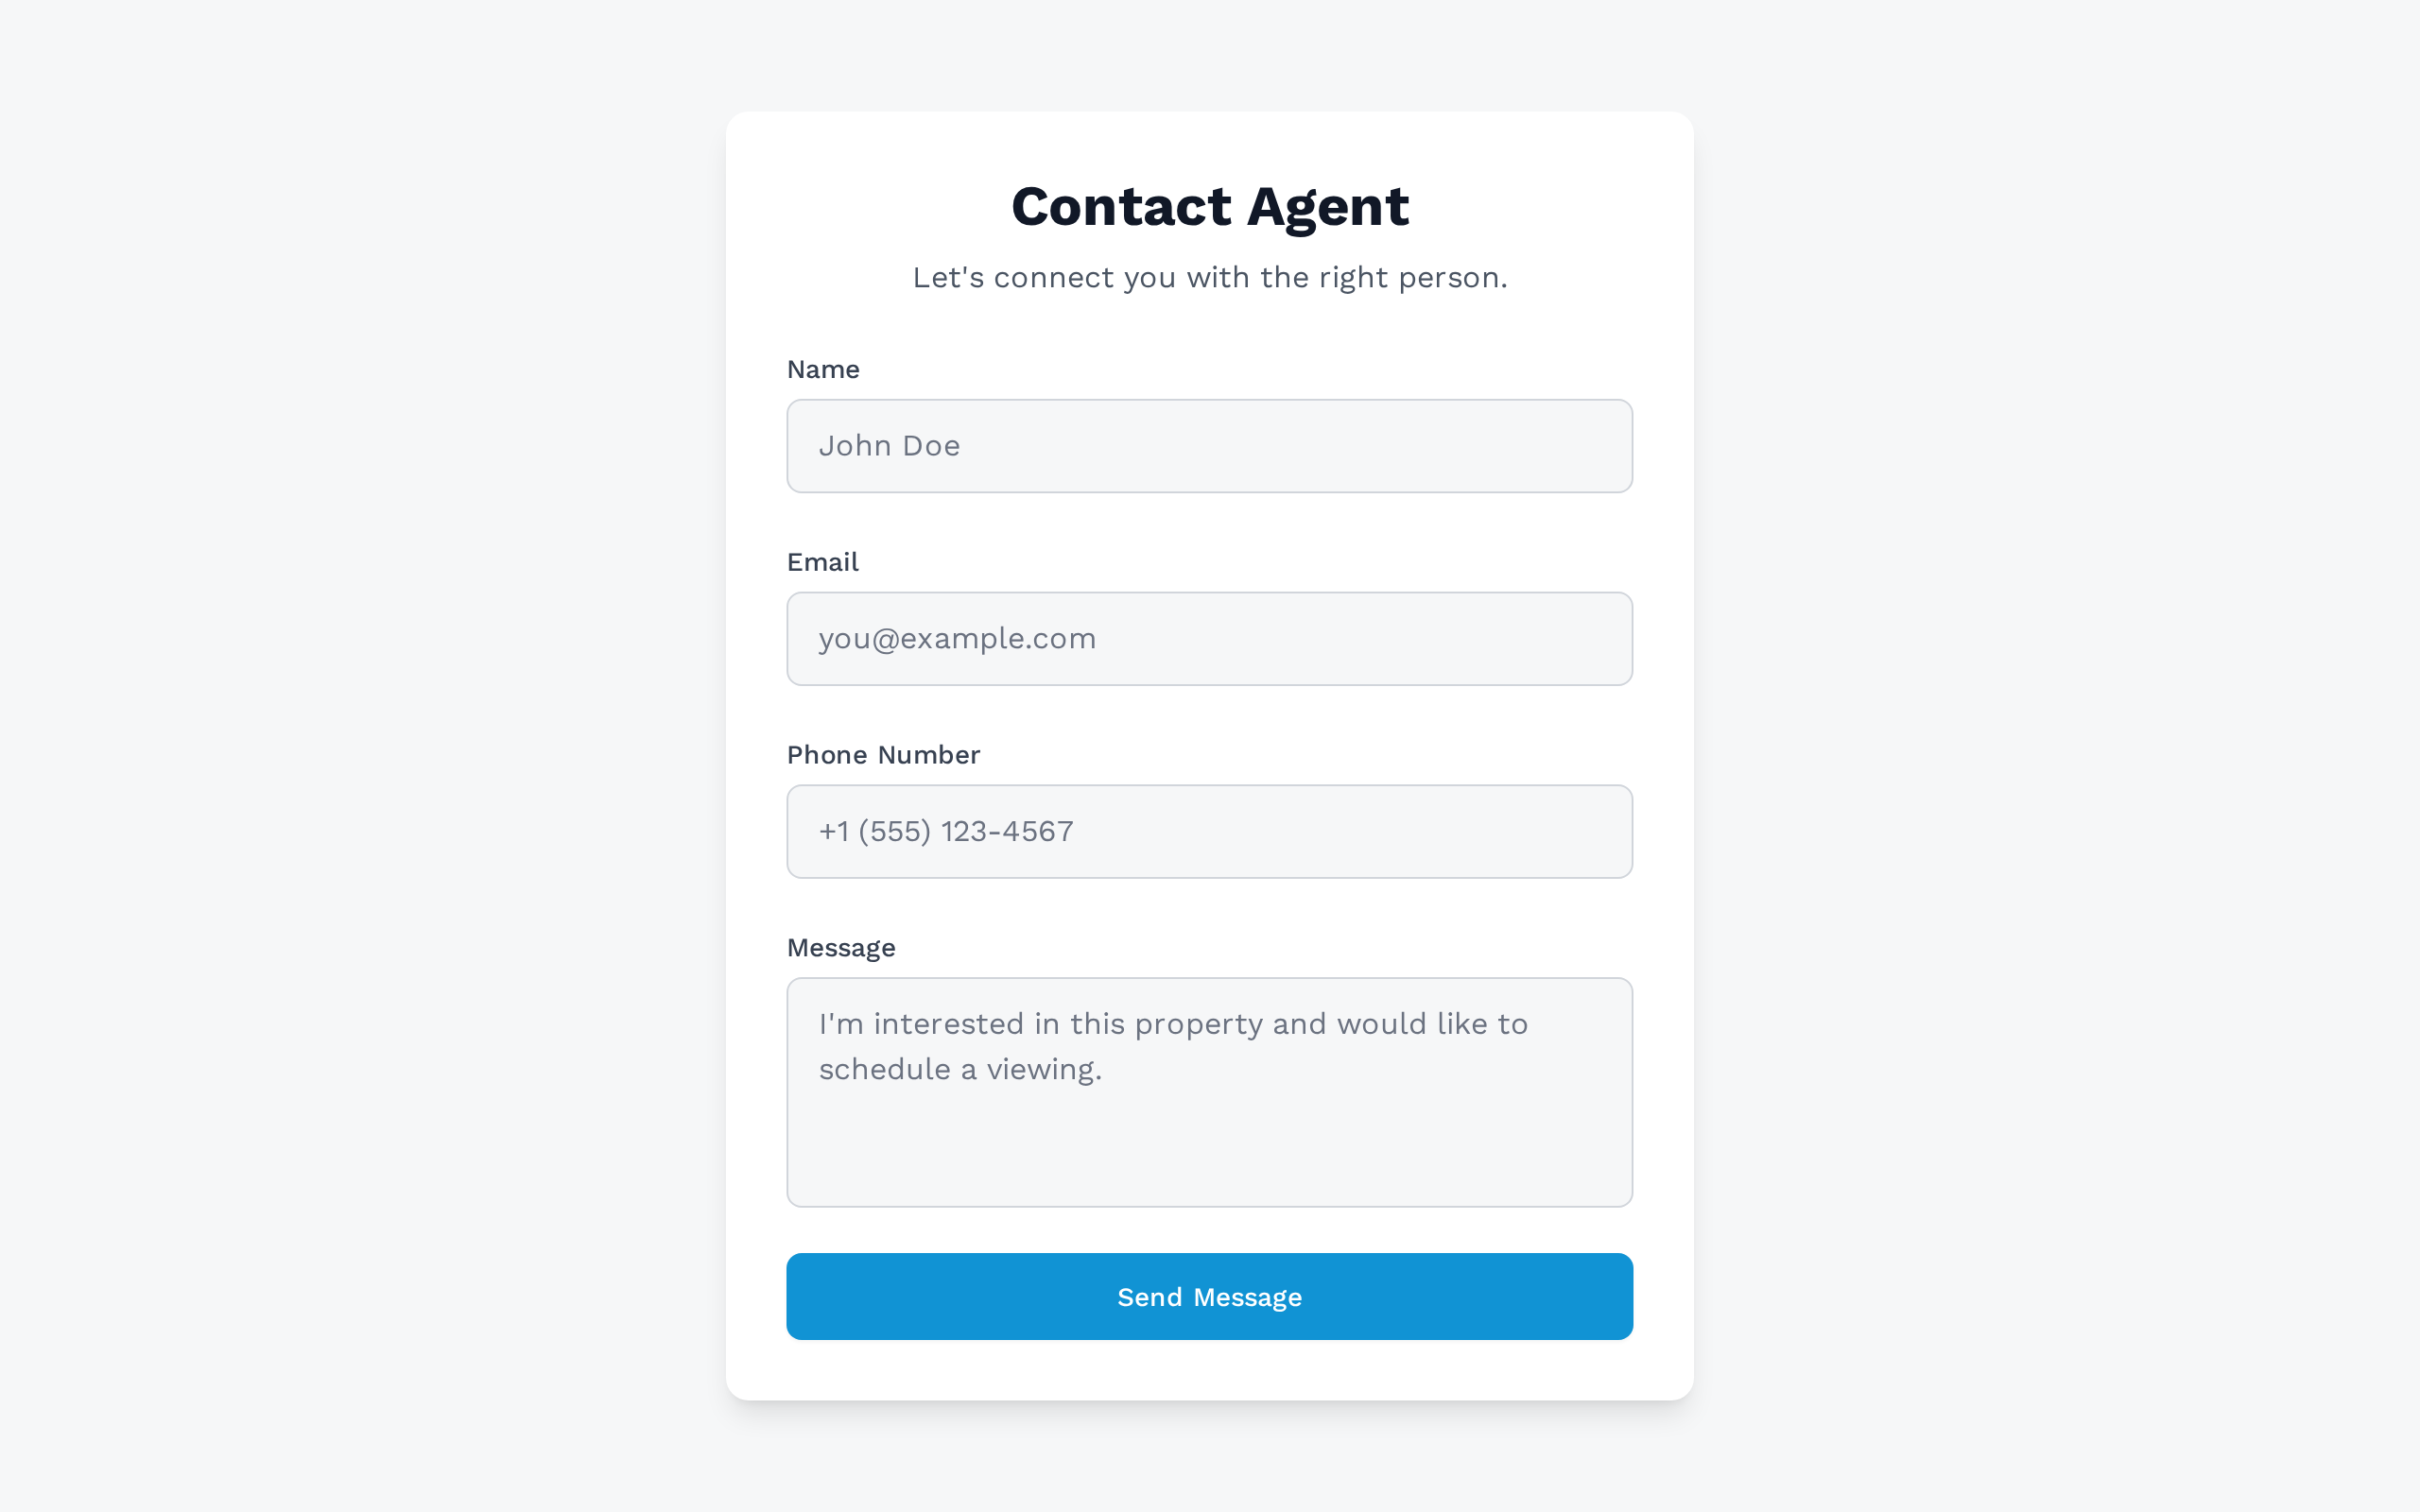 Contact Agent
Let's connect you with the right person.
Name
John Doe
Email
you@example.com
Phone Number
+1 (555) 123-4567
Message
I'm interested in this property and would like to
schedule a viewing.
Send Message